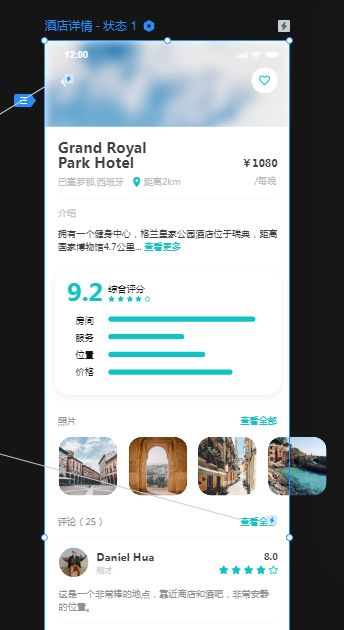 酒店详情 - 状态 1
12:00
Grand Royal
Park Hotel
￥1080
巴塞罗那.西班牙 距离2km /每晚
介绍
拥有一个健身中心，格兰皇家公园酒店位于瑞典，距离
国家博物馆4.7公里... 查看更多
9.2 综合评分
房间
服务
位置
价格
照片 查看全部
评论（25） 查看全部
Daniel Hua 8.0
刚才
这是一个非常棒的地点，靠近商店和酒吧，非常安静
的位置。